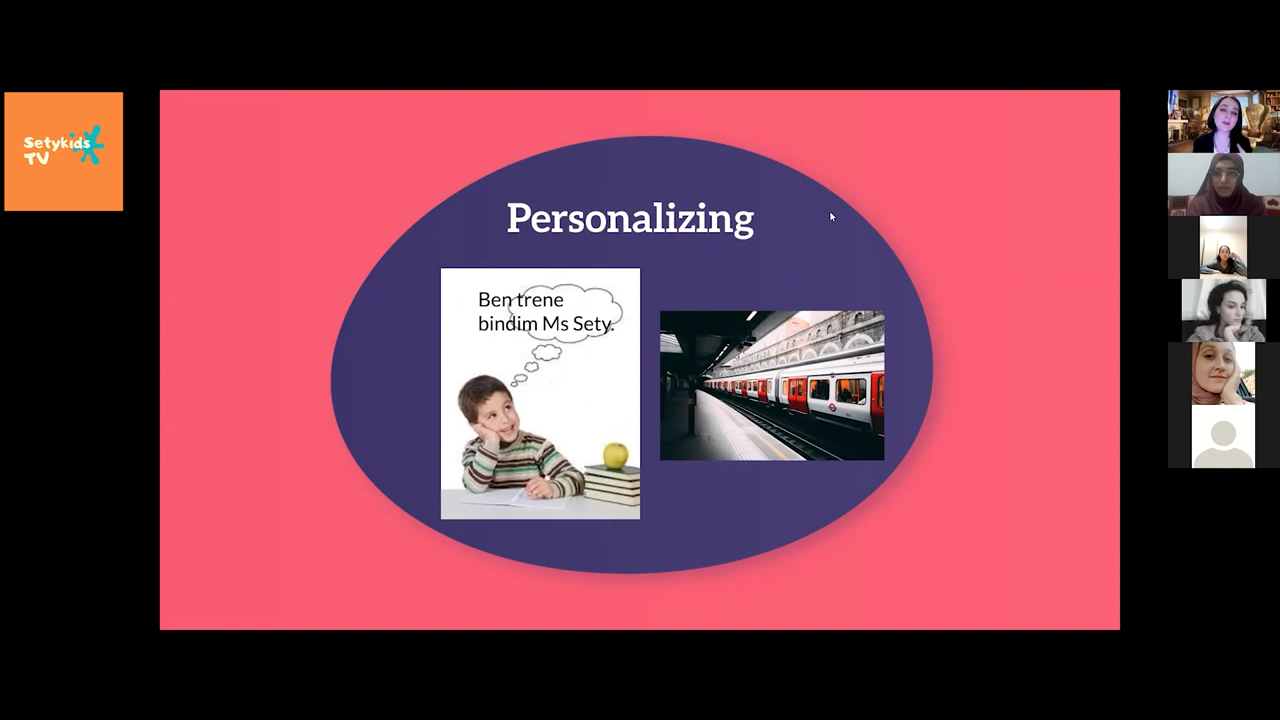 Setykids
TV
Personalizing
Ben trene
bindim Ms Sety.